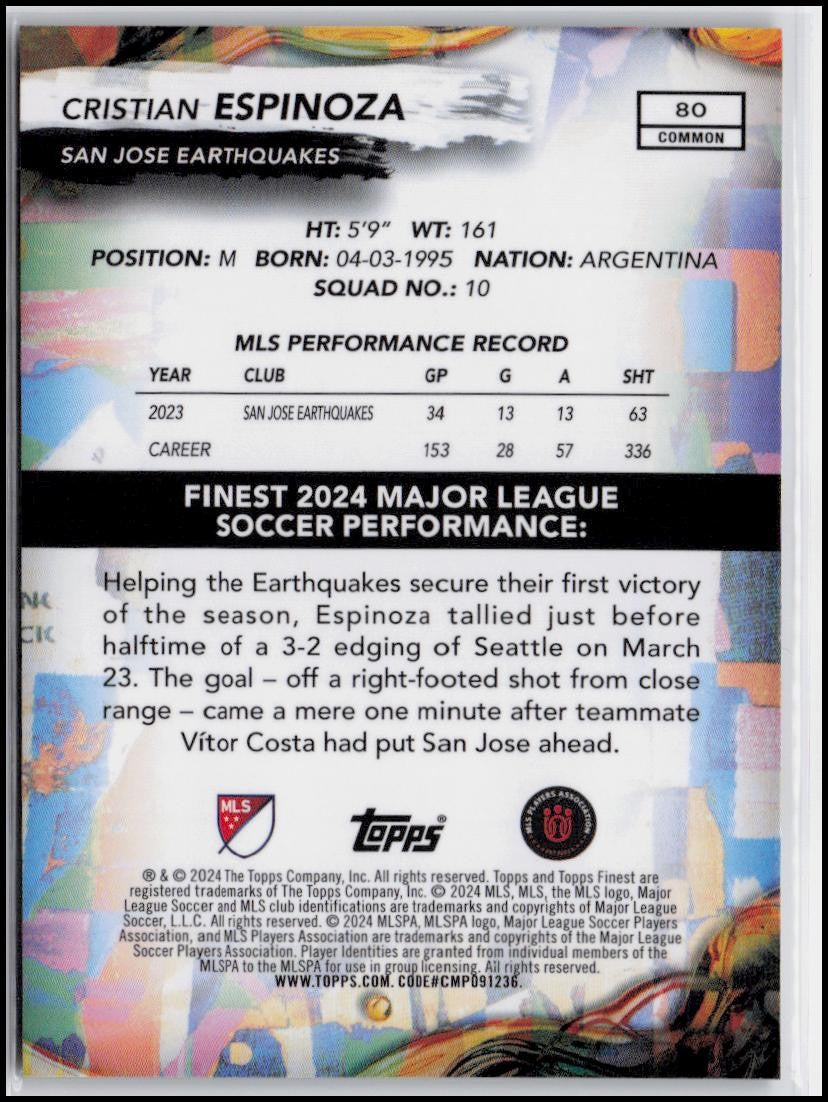 CRISTIAN ESPINOZA
SAN JOSE EARTHQUAKES
80
COMMON
HT: 5'9" WT: 161
POSITION: M BORN: 04-03-1995 NATION: ARGENTINA
SQUAD NO.: 10
MLS PERFORMANCE RECORD
YEAR CLUB GP G A SHT
2023 SAN JOSE EARTHQUAKES 34 13 13 63
CAREER 153 28 57 336
FINEST 2024 MAJOR LEAGUE
SOCCER PERFORMANCE:
Helping the Earthquakes secure their first victory
of the season, Espinoza tallied just before
halftime of a 3-2 edging of Seattle on March
23. The goal – off a right-footed shot from close
range – came a mere one minute after teammate
Vítor Costa had put San Jose ahead.
MLS
topps®
MLS PLAYERS ASSOCIATION
® & © 2024 The Topps Company, Inc. All rights reserved. Topps and Topps Finest are
registered trademarks of The Topps Company, Inc. © 2024 MLS, MLS, the MLS logo, Major
League Soccer and MLS club identifications are trademarks and copyrights of Major League
Soccer, L.L.C. All rights reserved. © 2024 MLSPA, MLSPA logo, Major League Soccer Players
Association, and MLS Players Association are trademarks and copyrights of the Major League
Soccer Players Association. Player Identities are granted from individual members of the
MLSPA to the MLSPA for use in group licensing. All rights reserved.
WWW.TOPPS.COM. CODE#CMP091236.